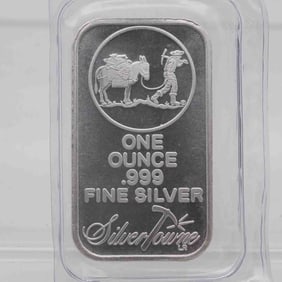 ONE
OUNCE
.999
FINE SILVER
SilverTowne